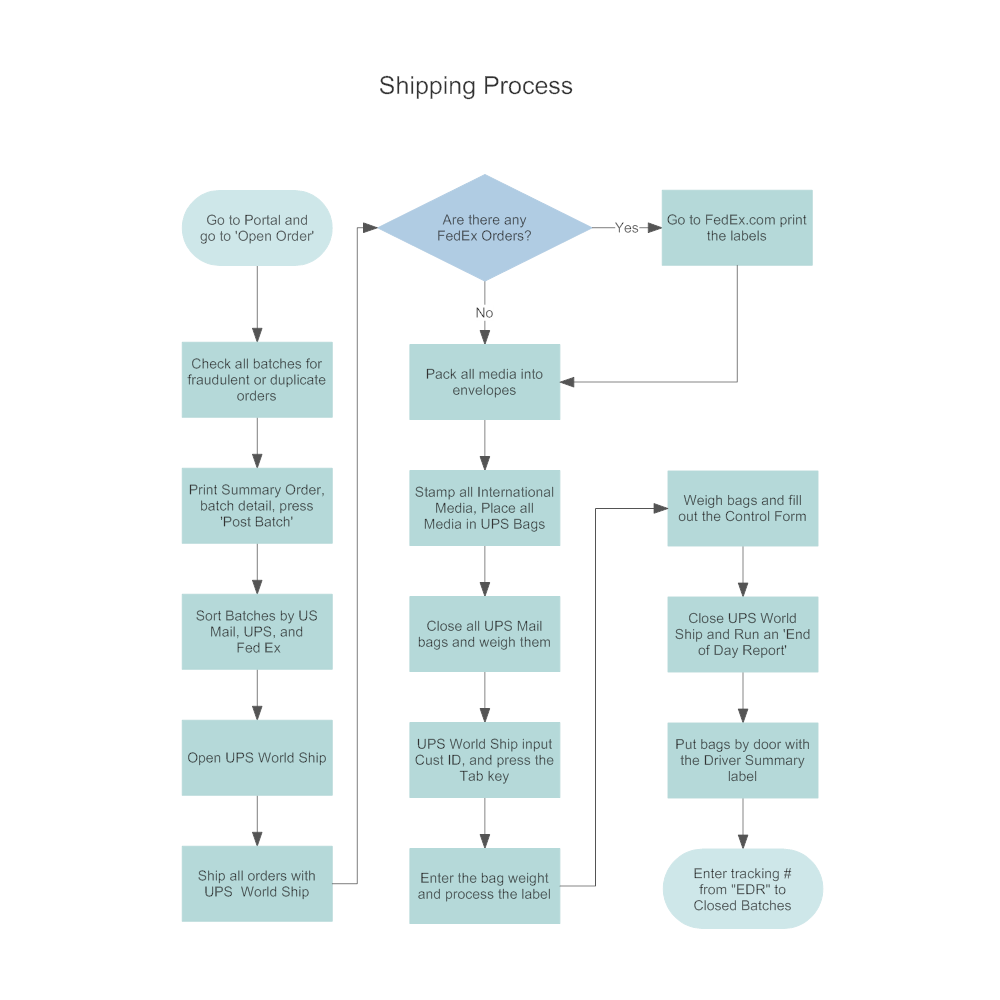 Shipping Process
Go to Portal and
go to 'Open Order'
Check all batches for
fraudulent or duplicate
orders
Print Summary Order,
batch detail, press
'Post Batch'
Sort Batches by US
Mail, UPS, and
Fed Ex
Open UPS World Ship
Ship all orders with
UPS  World Ship
Are there any
FedEx Orders?
Yes
Go to FedEx.com print
the labels
No
Pack all media into
envelopes
Stamp all International
Media, Place all
Media in UPS Bags
Close all UPS Mail
bags and weigh them
UPS World Ship input
Cust ID, and press the
Tab key
Enter the bag weight
and process the label
Weigh bags and fill
out the Control Form
Close UPS World
Ship and Run an 'End
of Day Report'
Put bags by door with
the Driver Summary
label
Enter tracking #
from "EDR" to
Closed Batches